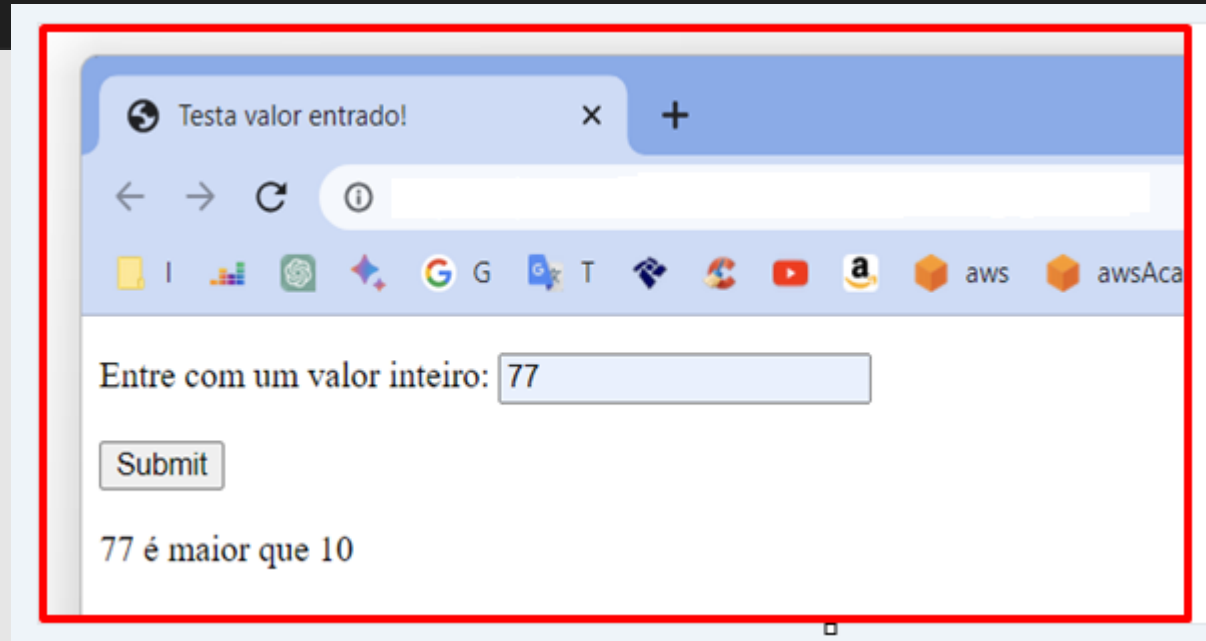 Testa valor entrado!
I G G T a aws awsAca
Entre com um valor inteiro: 77
Submit
77 é maior que 10